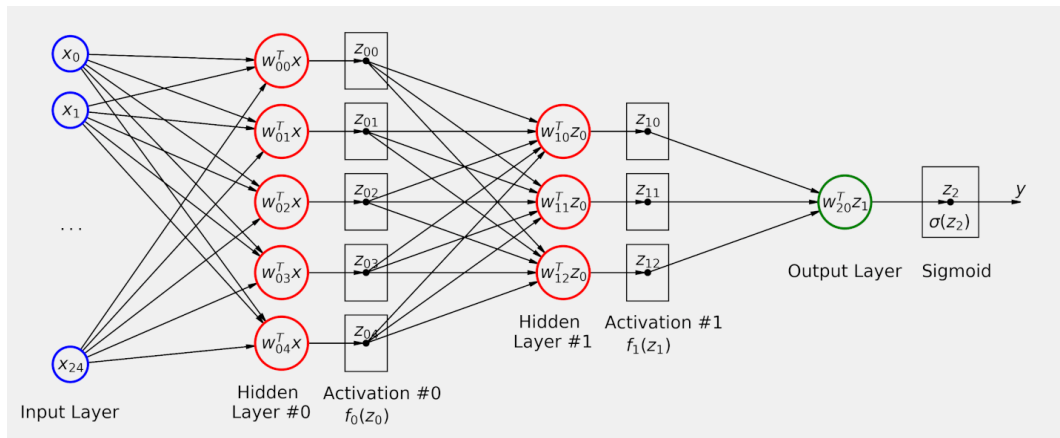 x₀
x₁
...
x₂₄
Input Layer
w₀₀ᵀx
w₀₁ᵀx
w₀₂ᵀx
w₀₃ᵀx
w₀₄ᵀx
Hidden
Layer #0
z₀₀
z₀₁
z₀₂
z₀₃
z₀₄
Activation #0
f₀(z₀)
w₁₀ᵀz₀
w₁₁ᵀz₀
w₁₂ᵀz₀
Hidden
Layer #1
z₁₀
z₁₁
z₁₂
Activation #1
f₁(z₁)
w₂₀ᵀz₁
Output Layer
z₂
σ(z₂)
Sigmoid
y